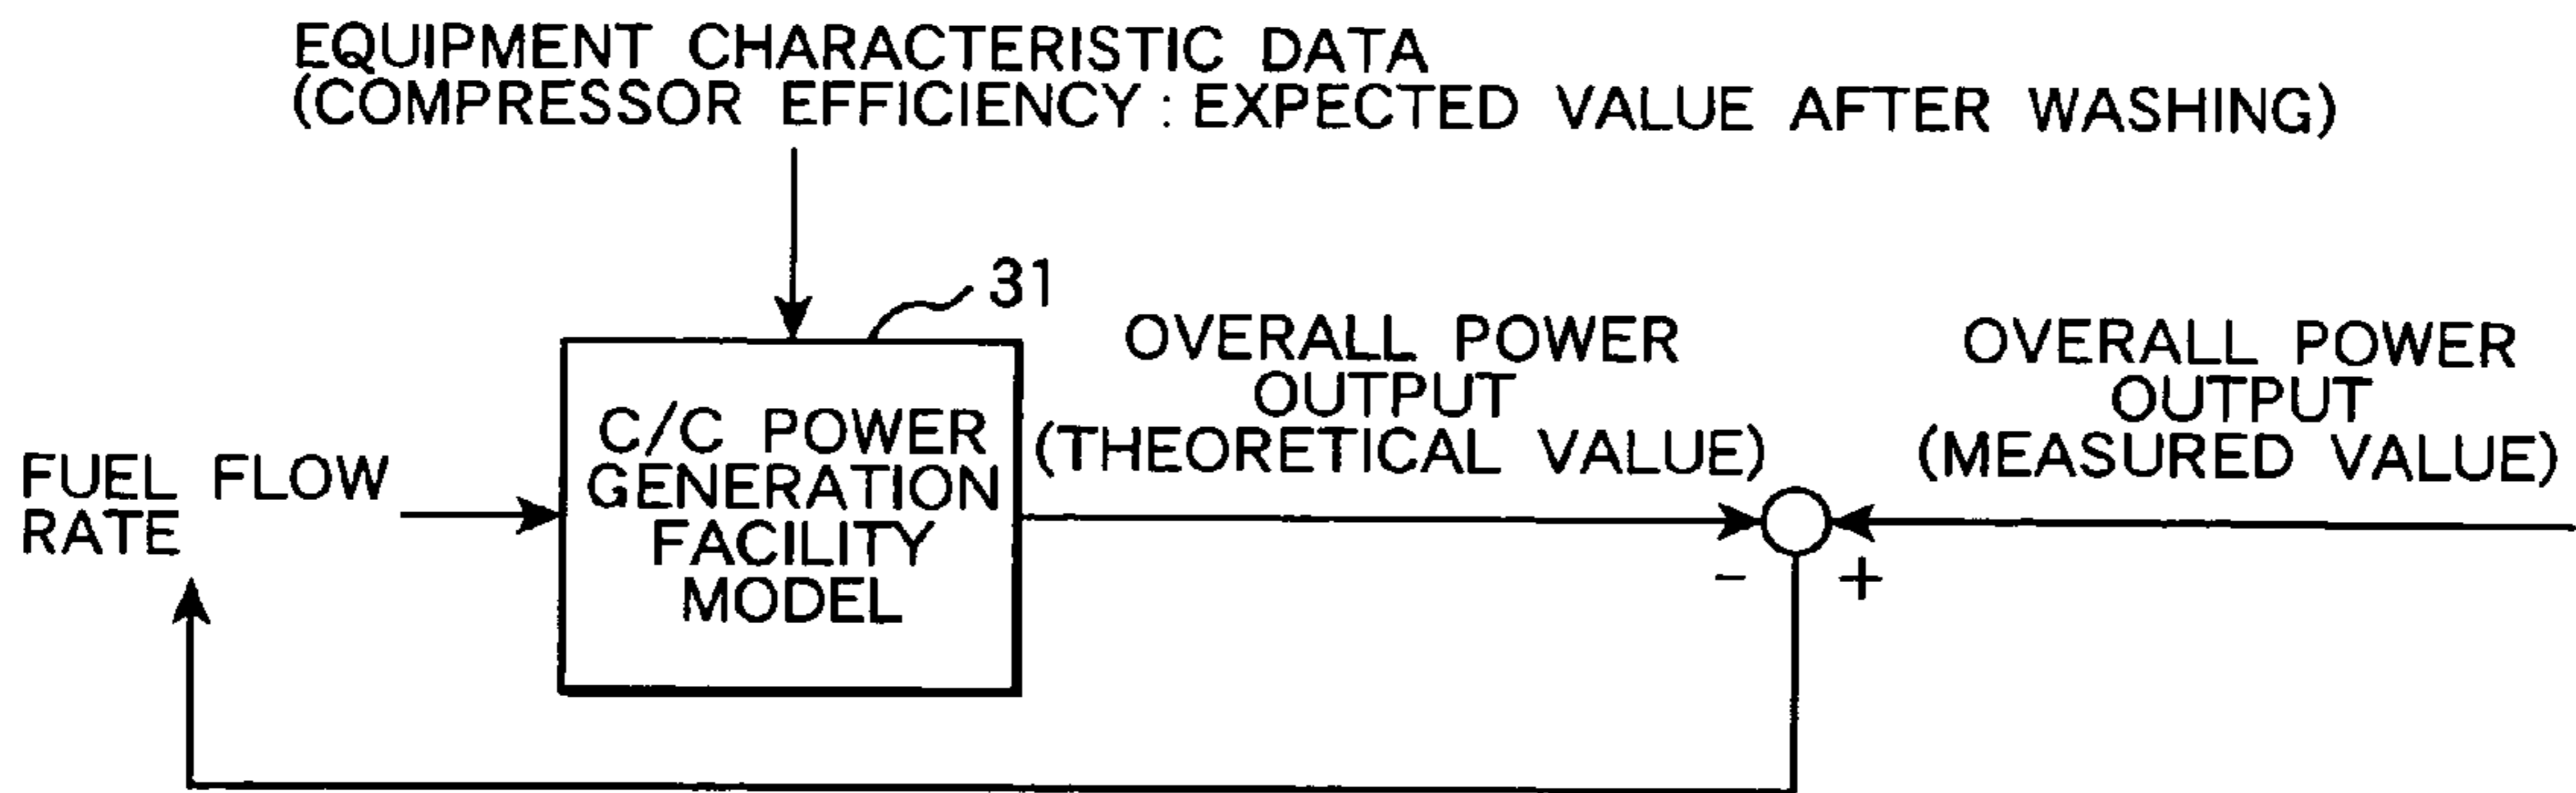 EQUIPMENT CHARACTERISTIC DATA
(COMPRESSOR EFFICIENCY : EXPECTED VALUE AFTER WASHING)
31
OVERALL POWER
OUTPUT
(THEORETICAL VALUE)
OVERALL POWER
OUTPUT
(MEASURED VALUE)
FUEL FLOW
RATE
C/C POWER
GENERATION
FACILITY
MODEL
- +